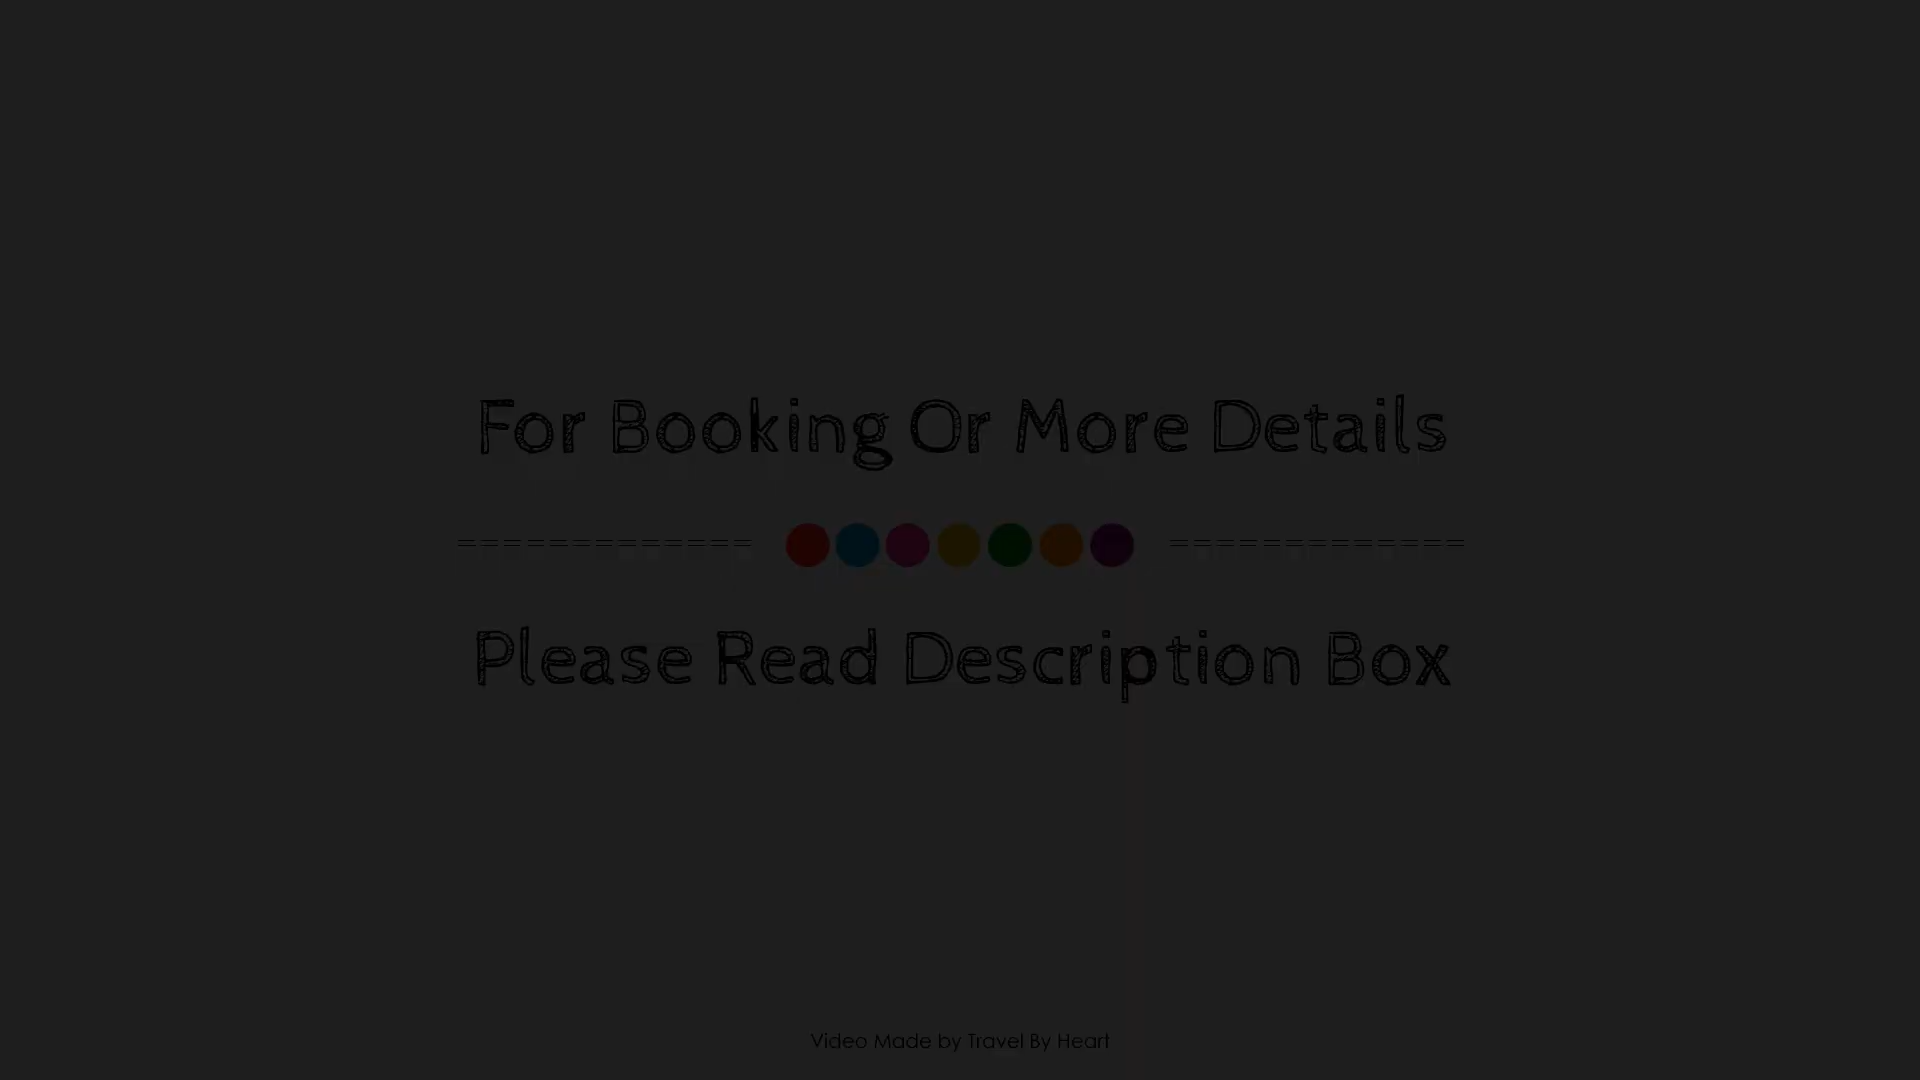 For Booking Or More Details
============= =============
Please Read Description Box
Video Made by Travel By Heart